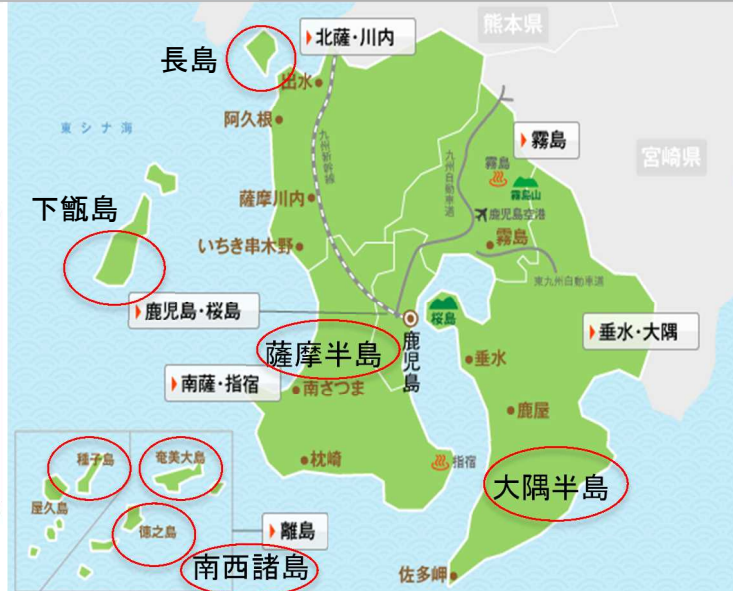 北薩・川内
熊本県
長島
出水
阿久根
東シナ海
九州新幹線
九州自動車道
霧島
宮崎県
霧島
霧島山
下甑島
薩摩川内
鹿児島空港
霧島
いちき串木野
東九州自動車道
鹿児島・桜島
桜島
鹿児島
垂水・大隅
薩摩半島
垂水
南薩・指宿
南さつま
鹿屋
種子島
奄美大島
枕崎
指宿
大隅半島
屋久島
徳之島
離島
南西諸島
佐多岬